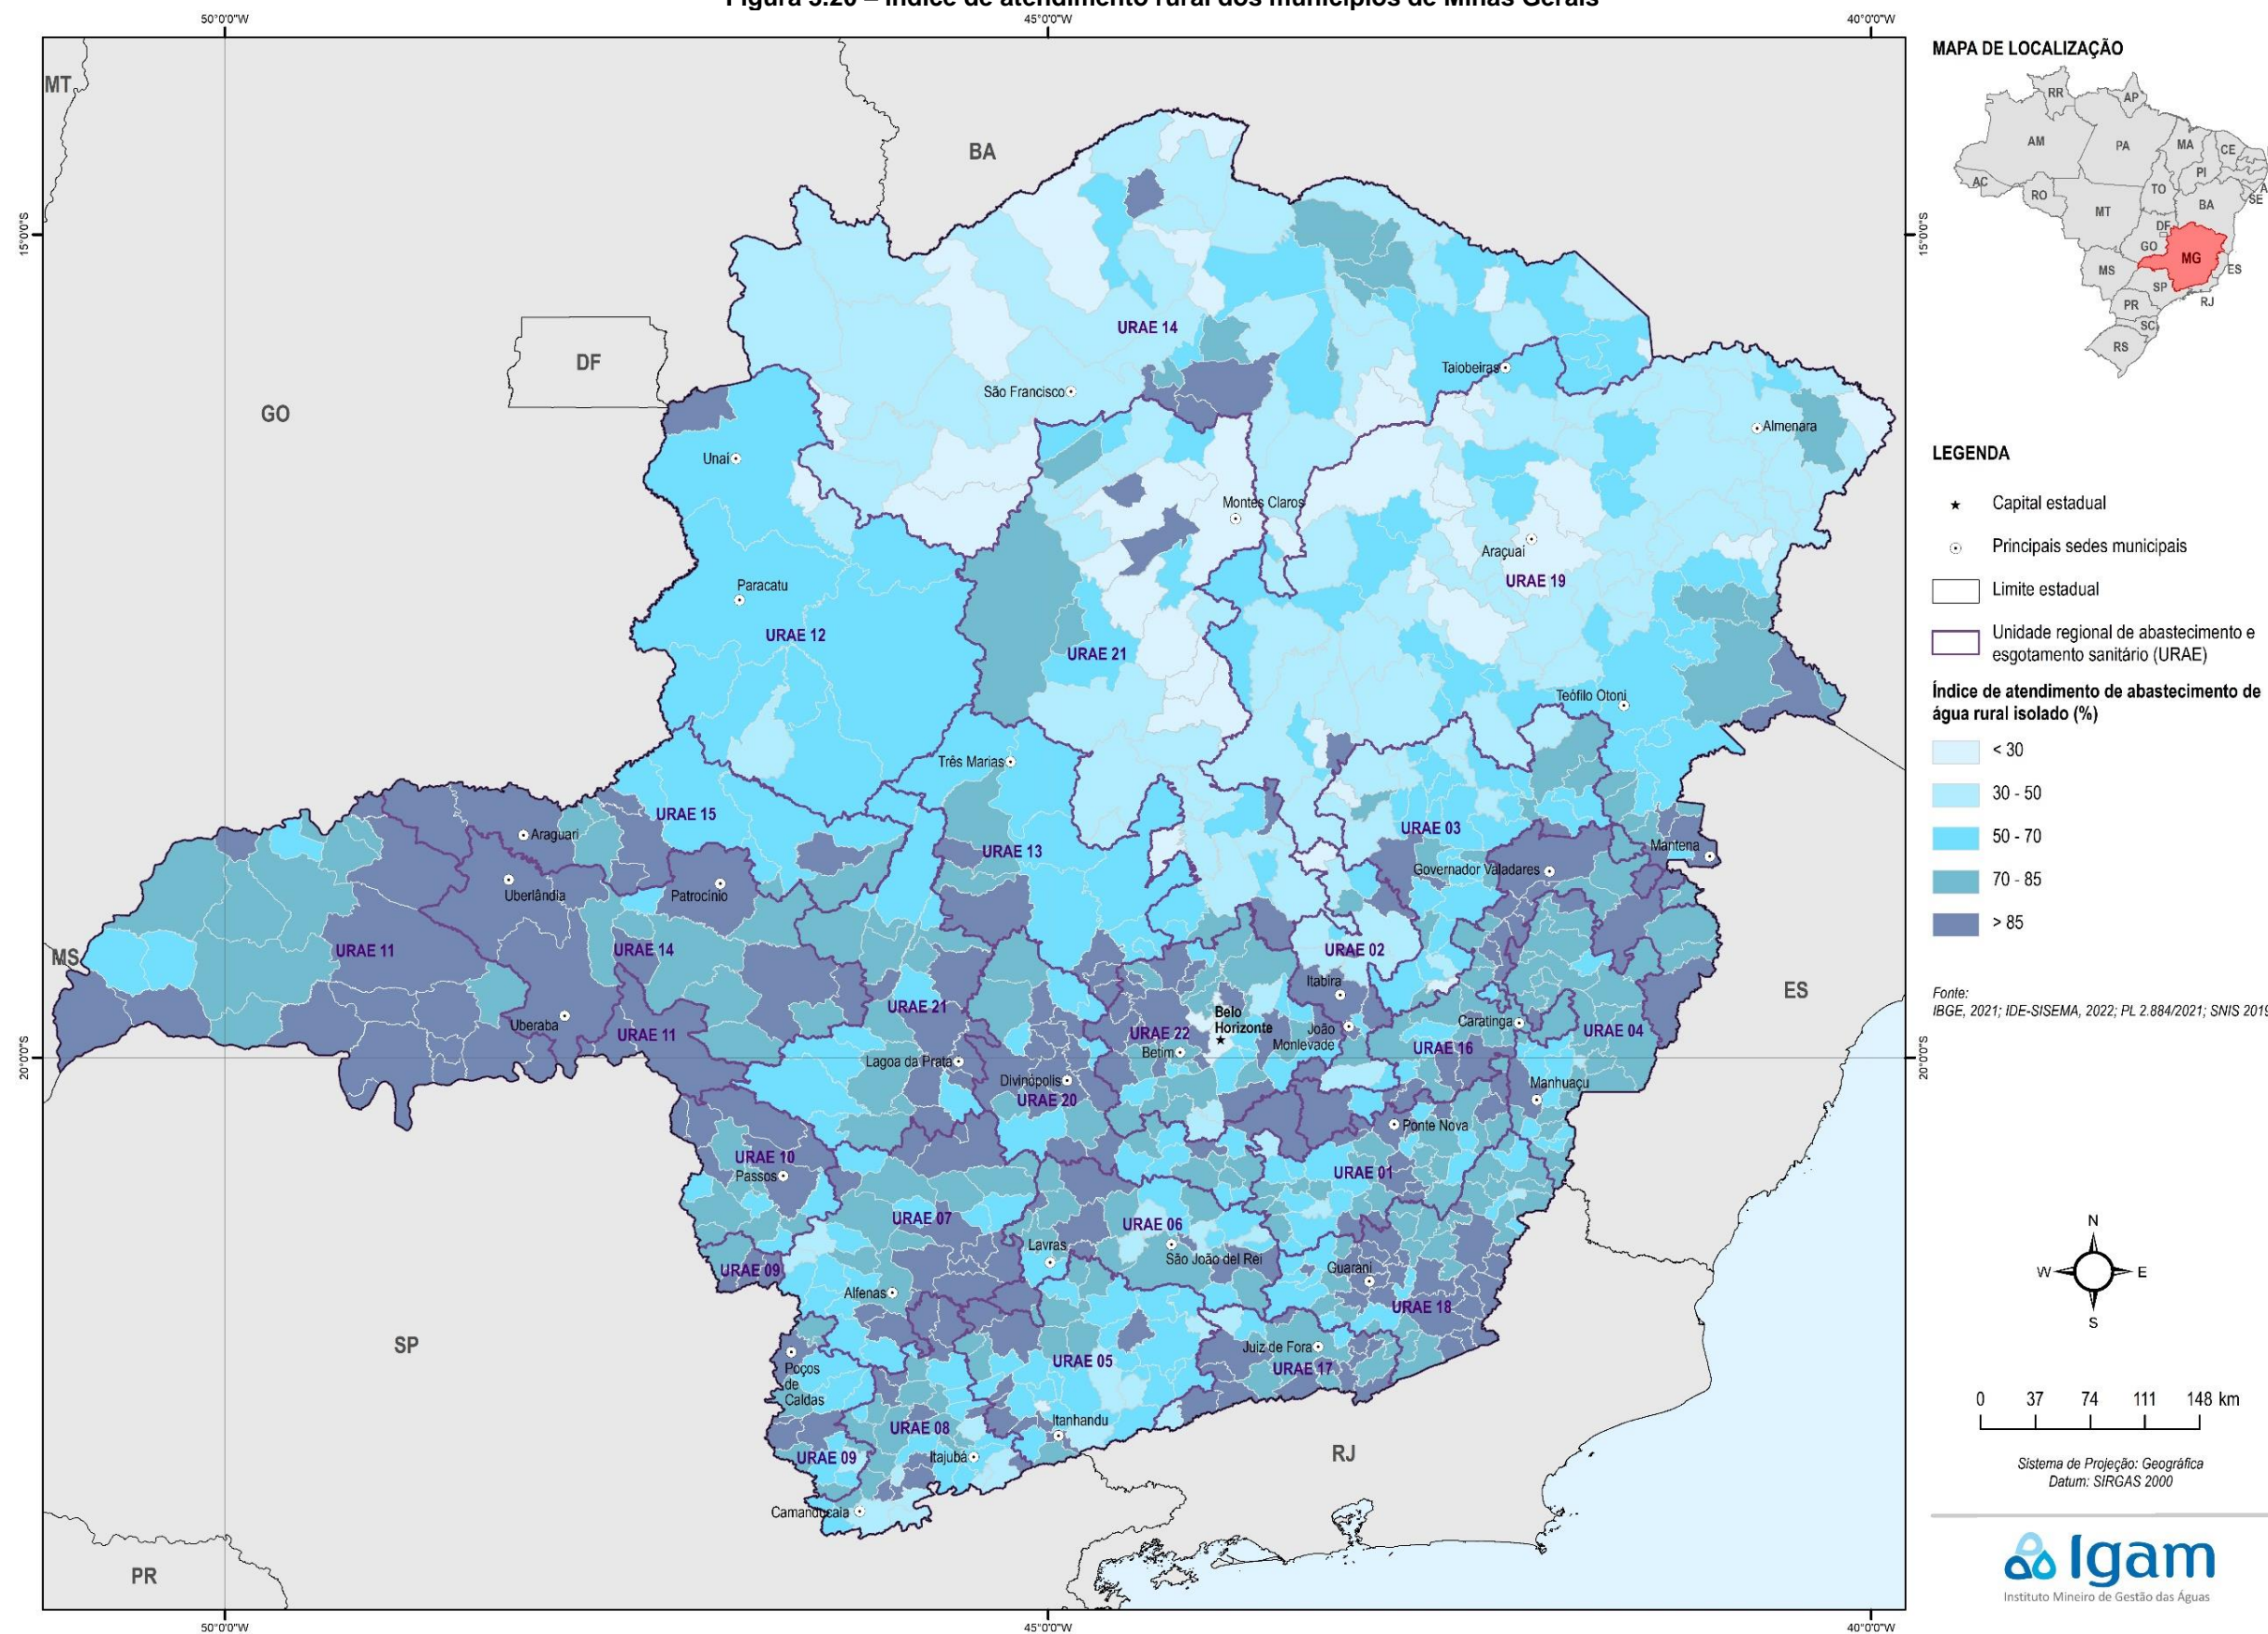 Figura 5.20 – Índice de atendimento rural dos municípios de Minas Gerais
50°0'0"W
45°0'0"W
40°0'0"W
15°0'0"S
20°0'0"S
15°0'0"S
20°0'0"S
50°0'0"W
45°0'0"W
40°0'0"W
MT
BA
DF
GO
MS
ES
SP
RJ
PR
URAE 14
São Francisco
Taiobeiras
Almenara
Unaí
Montes Claros
Araçuaí
URAE 19
Paracatu
URAE 12
URAE 21
Teófilo Otoni
Três Marias
URAE 15
URAE 13
URAE 03
Araguari
Mantena
Governador Valadares
Uberlândia
Patrocínio
URAE 11
URAE 14
URAE 02
Itabira
URAE 21
Belo
Horizonte
Uberaba
URAE 11
URAE 22
João
Monlevade
Caratinga
URAE 04
Betim
URAE 16
Lagoa da Prata
Divinópolis
URAE 20
Manhuaçu
Ponte Nova
URAE 10
Passos
URAE 01
URAE 07
URAE 06
Lavras
São João del Rei
URAE 09
Guarani
Alfenas
URAE 18
Juiz de Fora
URAE 17
URAE 05
Poços
de
Caldas
Itanhandu
URAE 08
URAE 09
Itajubá
Camanducaia
MAPA DE LOCALIZAÇÃO
RR
AP
AM
PA
MA
CE
PI
AC
RO
TO
BA
SE
MT
DF
GO
MG
MS
ES
SP
RJ
PR
SC
RS
LEGENDA
Capital estadual
Principais sedes municipais
Limite estadual
Unidade regional de abastecimento e
esgotamento sanitário (URAE)
Índice de atendimento de abastecimento de
água rural isolado (%)
< 30
30 - 50
50 - 70
70 - 85
> 85
Fonte:
IBGE, 2021; IDE-SISEMA, 2022; PL 2.884/2021; SNIS 2019
N
W
E
S
0 37 74 111 148 km
Sistema de Projeção: Geográfica
Datum: SIRGAS 2000
Igam
Instituto Mineiro de Gestão das Águas